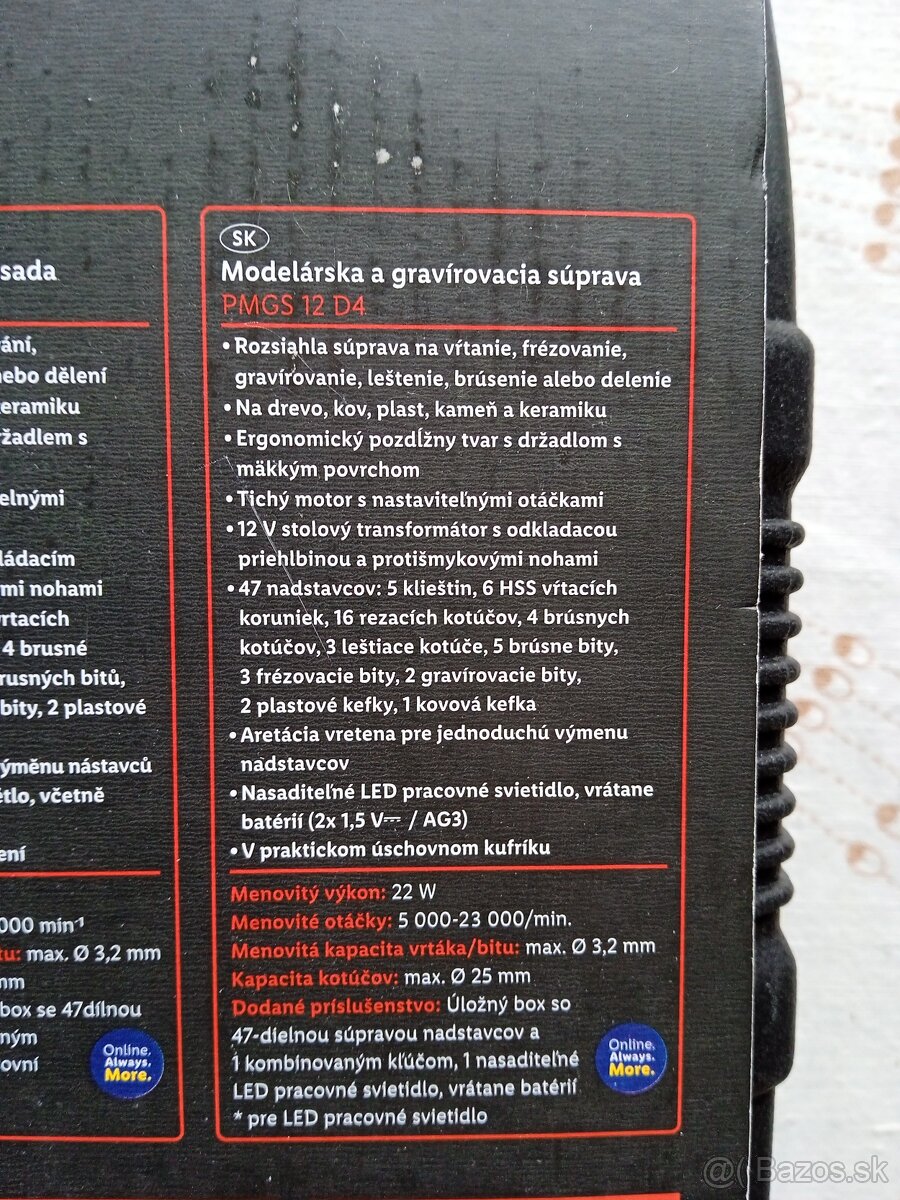 sada
ání,
nebo dělení
keramiku
ržadlem s
elnými
ládacím
mi nohami
vrtacích
4 brusné
rusných bitů,
bity, 2 plastové
výměnu nástavců
ětlo, včetně
ení
000 min⁻¹
tu: max. Ø 3,2 mm
mm
box se 47dílnou
ným
ovní
Online.
Always.
More.
SK
Modelárska a gravírovacia súprava
PMGS 12 D4
• Rozsiahla súprava na vŕtanie, frézovanie,
gravírovanie, leštenie, brúsenie alebo delenie
• Na drevo, kov, plast, kameň a keramiku
• Ergonomický pozdĺžny tvar s držadlom s
mäkkým povrchom
• Tichý motor s nastaviteľnými otáčkami
• 12 V stolový transformátor s odkladacou
priehlbinou a protišmykovými nohami
• 47 nadstavcov: 5 klieštin, 6 HSS vŕtacích
koruniek, 16 rezacích kotúčov, 4 brúsnych
kotúčov, 3 leštiace kotúče, 5 brúsne bity,
3 frézovacie bity, 2 gravírovacie bity,
2 plastové kefky, 1 kovová kefka
• Aretácia vretena pre jednoduchú výmenu
nadstavcov
• Nasaditeľné LED pracovné svietidlo, vrátane
batérií (2x 1,5 V⎓ / AG3)
• V praktickom úschovnom kufríku
Menovitý výkon: 22 W
Menovité otáčky: 5 000-23 000/min.
Menovitá kapacita vrtáka/bitu: max. Ø 3,2 mm
Kapacita kotúčov: max. Ø 25 mm
Dodané príslušenstvo: Úložný box so
47-dielnou súpravou nadstavcov a
1 kombinovaným kľúčom, 1 nasaditeľné
LED pracovné svietidlo, vrátane batérií
* pre LED pracovné svietidlo
Online.
Always.
More.
@( Bazos.sk